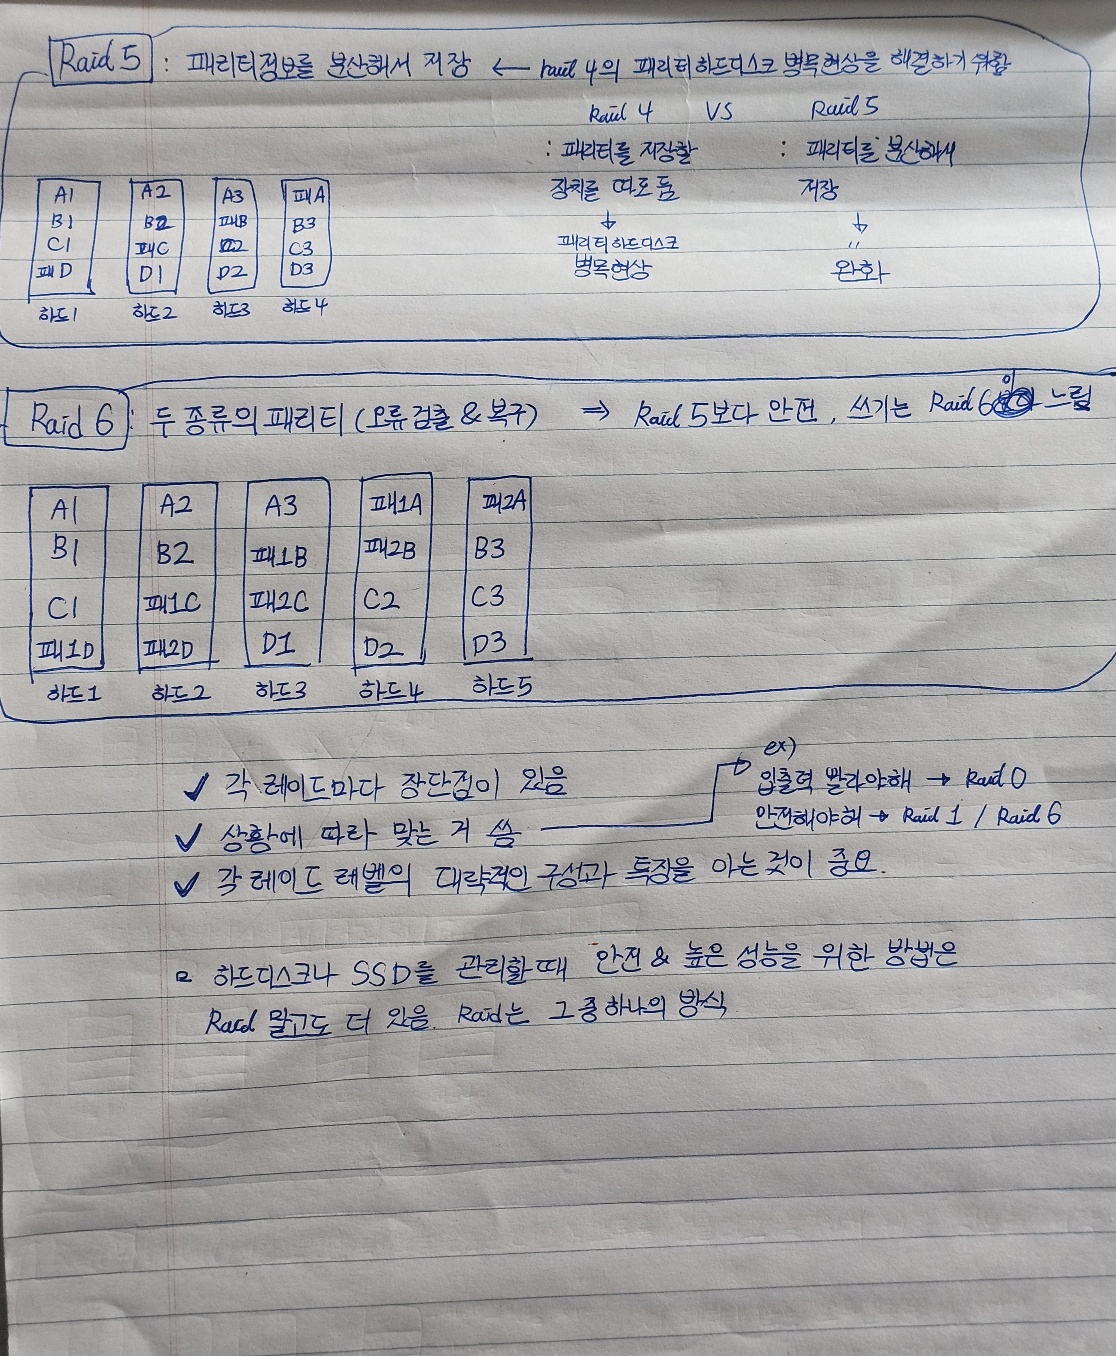 Raid 5 : 패리티정보를 분산해서 저장 ← raid 4의 패리티하드디스크 병목현상을 해결하기 위함
Raid 4 VS Raid 5
: 패리티를 저장할 : 패리티를 분산해서
장치를 따로 둠 저장
↓ ↓
패리티하드디스크 〃
병목현상 완화
A1 A2 A3 패A
B1 B2 패B B3
C1 패C C2 C3
패D D1 D2 D3
하드1 하드2 하드3 하드4
Raid 6 : 두 종류의 패리티 (오류검출 & 복구) ⇒ Raid 5보다 안전, 쓰기는 Raid 6이 느림
A1 A2 A3 패1A 패2A
B1 B2 패1B 패2B B3
C1 패1C 패2C C2 C3
패1D 패2D D1 D2 D3
하드1 하드2 하드3 하드4 하드5
✓ 각 레이드마다 장단점이 있음
✓ 상황에 따라 맞는 거 씀
ex)
입출력 빨라야해 → Raid 0
안전해야해 → Raid 1 / Raid 6
✓ 각 레이드 레벨의 대략적인 구성과 특징을 아는 것이 중요.
하드디스크나 SSD를 관리할 때 안전 & 높은 성능을 위한 방법은
Raid 말고도 더 있음. Raid는 그 중 하나의 방식